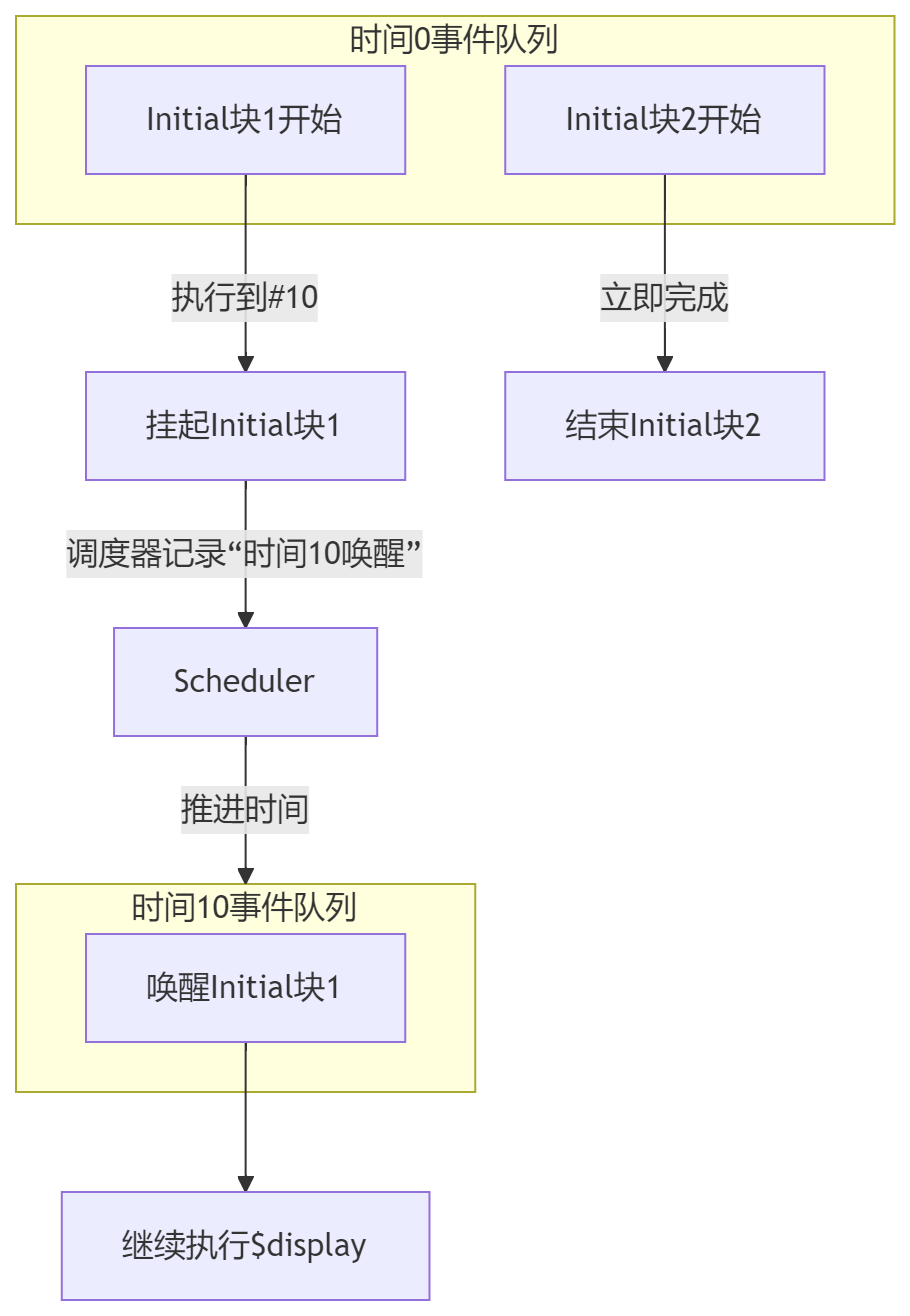 时间0事件队列
Initial块1开始
Initial块2开始
执行到#10
立即完成
挂起Initial块1
结束Initial块2
调度器记录“时间10唤醒”
Scheduler
推进时间
时间10事件队列
唤醒Initial块1
继续执行$display